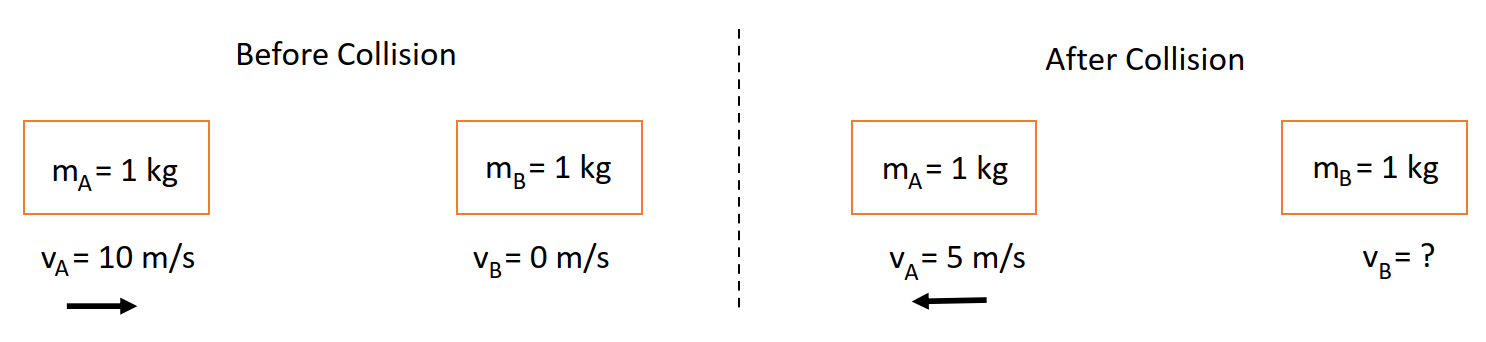 Before Collision
m_A = 1 kg
v_A = 10 m/s
m_B = 1 kg
v_B = 0 m/s
After Collision
m_A = 1 kg
v_A = 5 m/s
m_B = 1 kg
v_B = ?